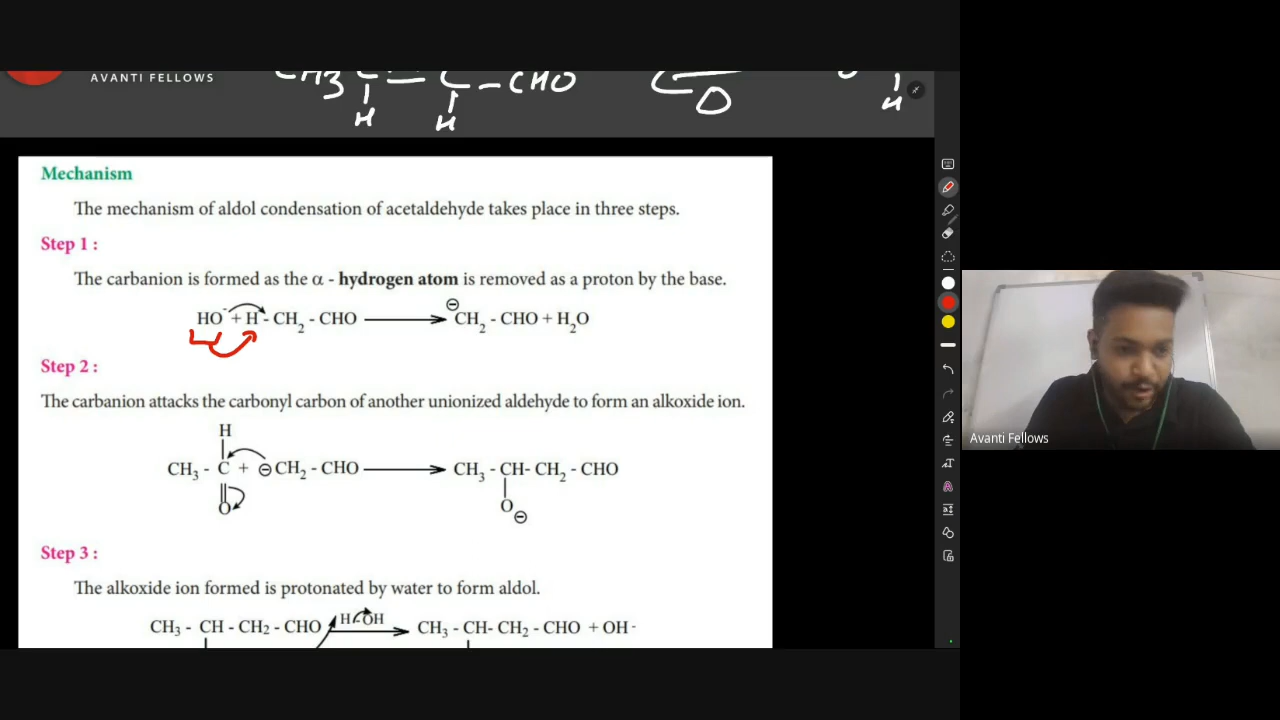 AVANTI FELLOWS
CH3 C = C - CHO
H H
O
H
Mechanism
The mechanism of aldol condensation of acetaldehyde takes place in three steps.
Step 1 :
The carbanion is formed as the α - hydrogen atom is removed as a proton by the base.
HO⁻ + H - CH₂ - CHO ⟶ ⊖CH₂ - CHO + H₂O
Step 2 :
The carbanion attacks the carbonyl carbon of another unionized aldehyde to form an alkoxide ion.
H
CH₃ - C + ⊖CH₂ - CHO ⟶ CH₃ - CH- CH₂ - CHO
O O
⊖
Step 3 :
The alkoxide ion formed is protonated by water to form aldol.
H OH
CH₃ - CH - CH₂ - CHO ⟶ CH₃ - CH- CH₂ - CHO + OH⁻
Avanti Fellows